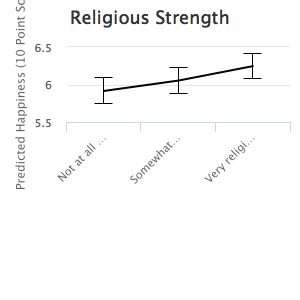 Religious Strength
Predicted Happiness (10 Point Sc
6.5
6
5.5
Not at all ...
Somewhat...
Very religi...